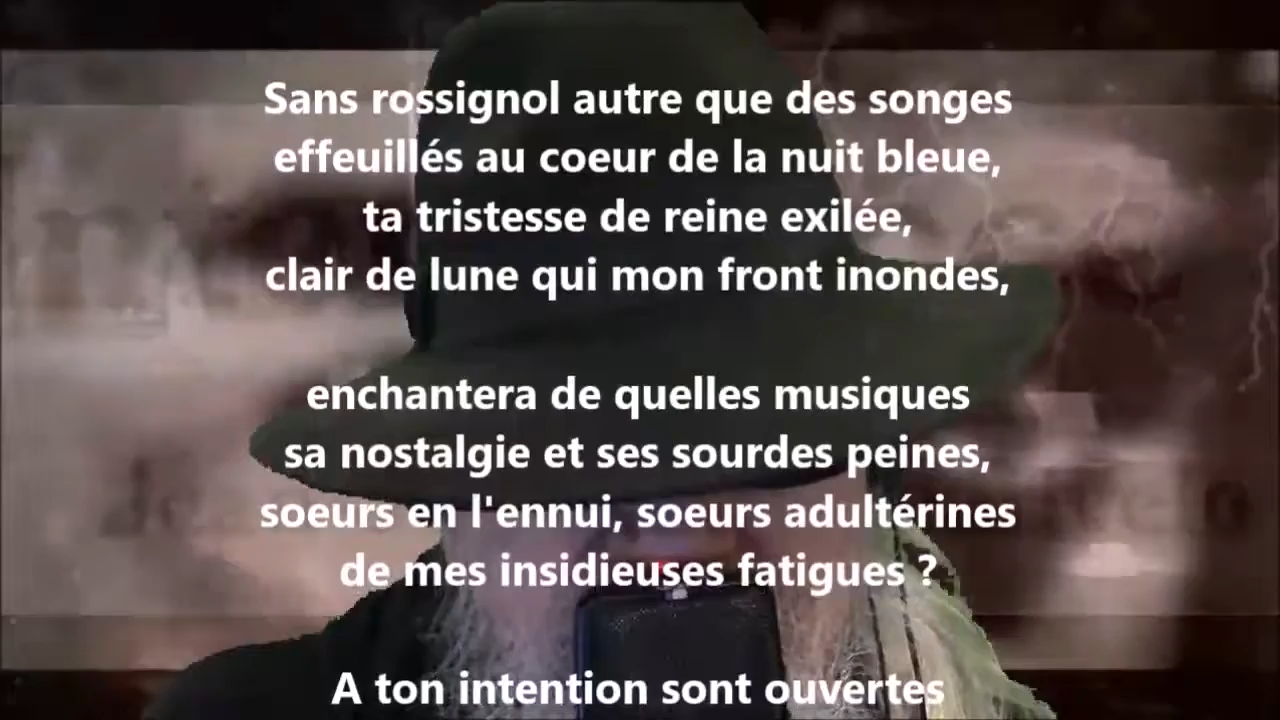 Sans rossignol autre que des songes
effeuillés au coeur de la nuit bleue,
ta tristesse de reine exilée,
clair de lune qui mon front inondes,
enchantera de quelles musiques
sa nostalgie et ses sourdes peines,
soeurs en l'ennui, soeurs adultérines
de mes insidieuses fatigues ?
A ton intention sont ouvertes